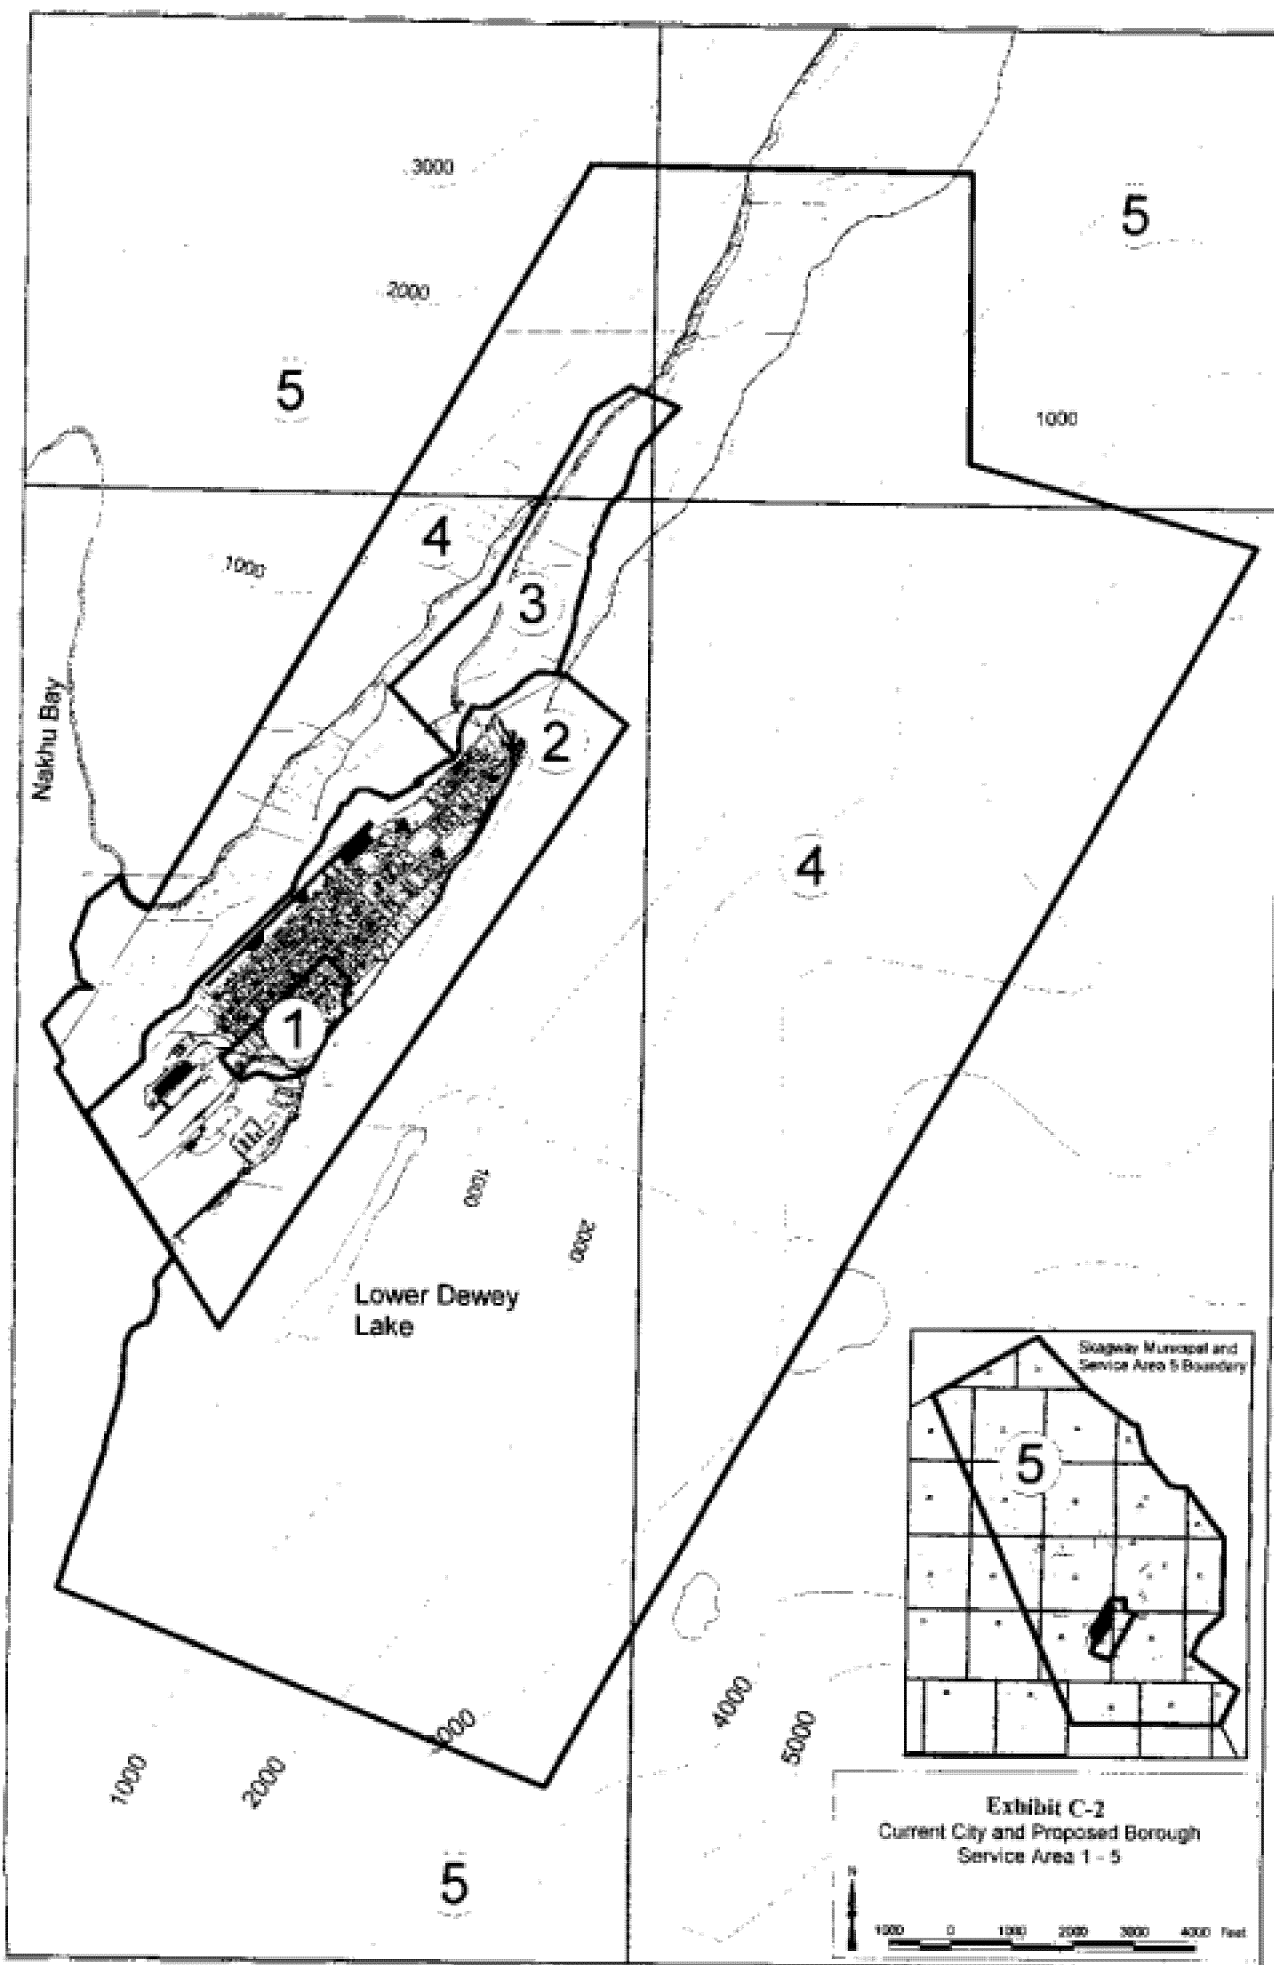 3000
5
2000
5
1000
4
1000
3
Nakhu Bay
2
4
1
1000
2000
Lower Dewey
Lake
Skagway Municipal and
Service Area 5 Boundary
5
4000
5000
1000
2000
5
Exhibit C-2
Current City and Proposed Borough
Service Area 1 - 5
N
1000 0 1000 2000 3000 4000 Feet